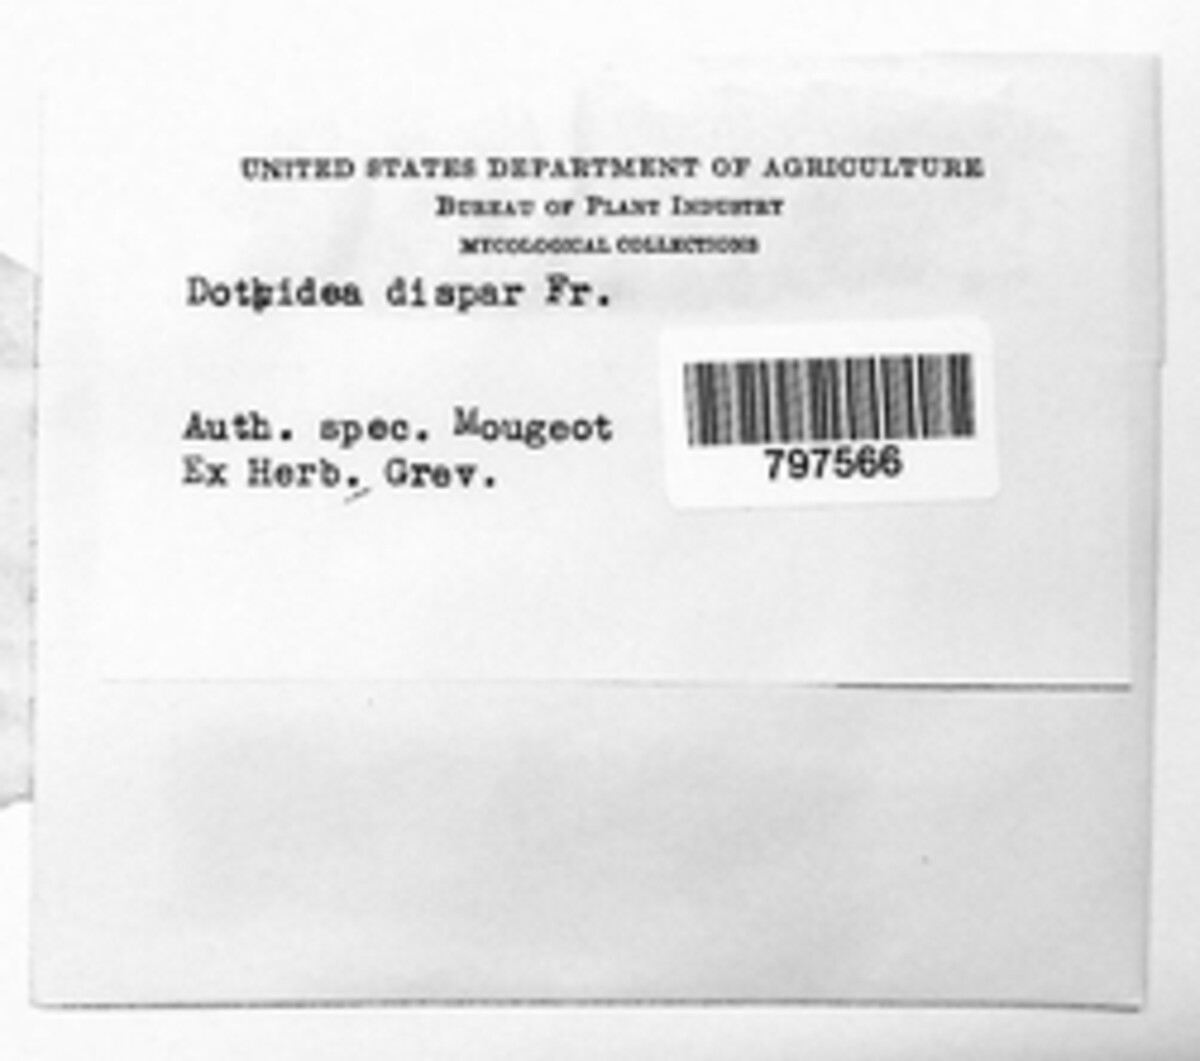 UNITED STATES DEPARTMENT OF AGRICULTURE
BUREAU OF PLANT INDUSTRY
MYCOLOGICAL COLLECTIONS
Dothidea dispar Fr.
Auth. spec. Mougeot
Ex Herb. Grev.
797566